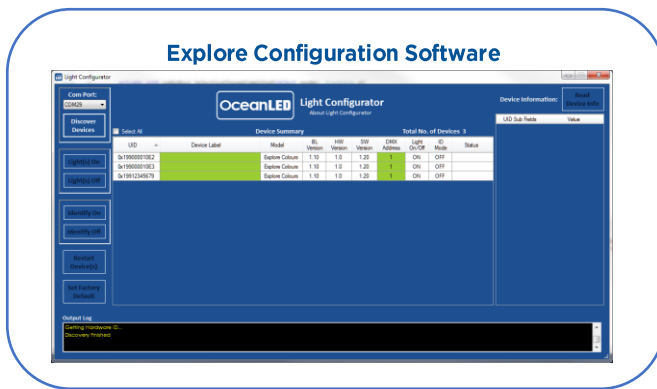 Explore Configuration Software
Light Configurator
Com Port:
COM29
Discover Devices
OceanLED Light Configurator
About Light Configurator
Device Information:
Read Device Info
Select All
Device Summary
Total No. of Devices 3
UID Sub Fields Value
UID Device Label Model BL Version HW Version SW Version DMX Address Light On/Off ID Mode Status
0x199600010E2 Explore Colours 1.10 1.0 1.20 1 ON OFF
0x199600010E3 Explore Colours 1.10 1.0 1.20 1 ON OFF
0x19912349679 Explore Colours 1.10 1.0 1.20 1 ON OFF
Light(s) On
Light(s) Off
Identify On
Identify Off
Restart Device(s)
Set Factory Default
Output Log
Getting Hardware ID...
Discovery Finished